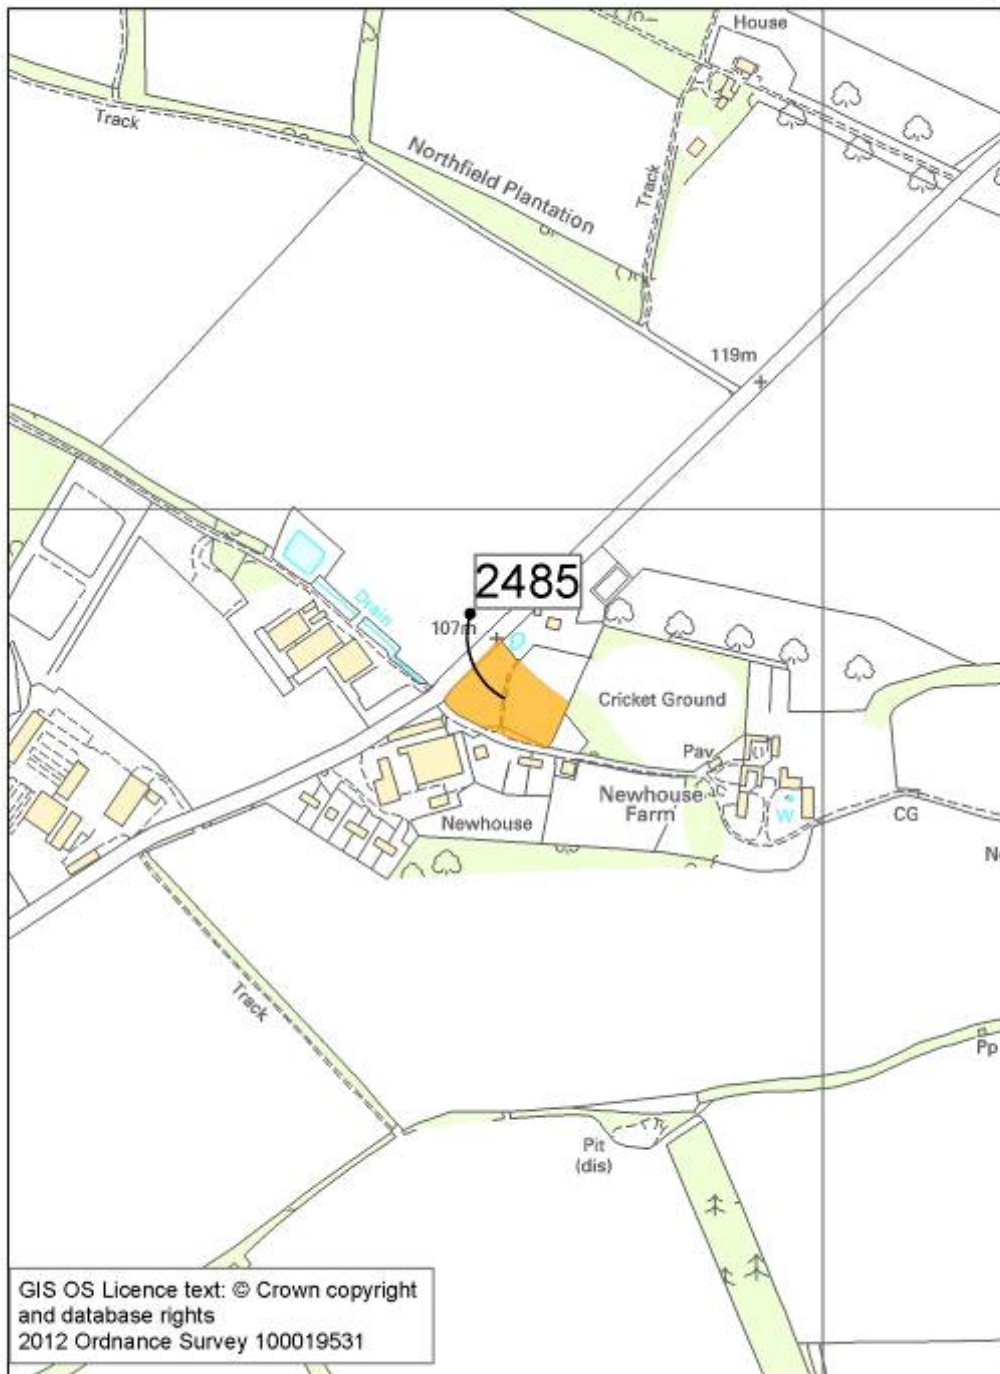 House
Track
Northfield Plantation
Track
119m
2485
Drain
107m
Cricket Ground
Pav
Newhouse
Farm
W
CG
Newhouse
Track
Pp
Pit
(dis)
GIS OS Licence text: © Crown copyright
and database rights
2012 Ordnance Survey 100019531